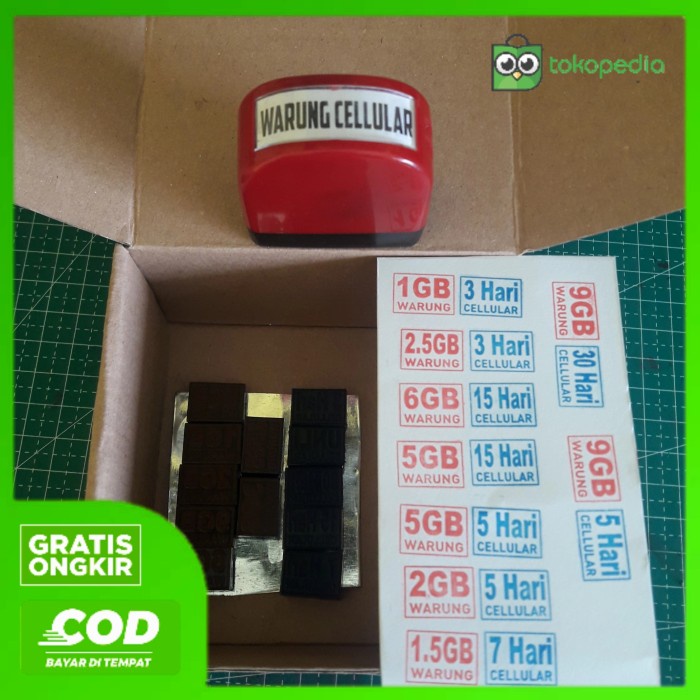 tokopedia
WARUNG CELLULAR
1GB 3 Hari
WARUNG CELLULAR
2.5GB 3 Hari
WARUNG CELLULAR
6GB 15 Hari
WARUNG CELLULAR
5GB 15 Hari
WARUNG CELLULAR
5GB 5 Hari
WARUNG CELLULAR
2GB 5 Hari
WARUNG CELLULAR
1.5GB 7 Hari
WARUNG CELLULAR
9GB
WARUNG
30 Hari
CELLULAR
9GB
WARUNG
5 Hari
CELLULAR
GRATIS
ONGKIR
COD
BAYAR DI TEMPAT